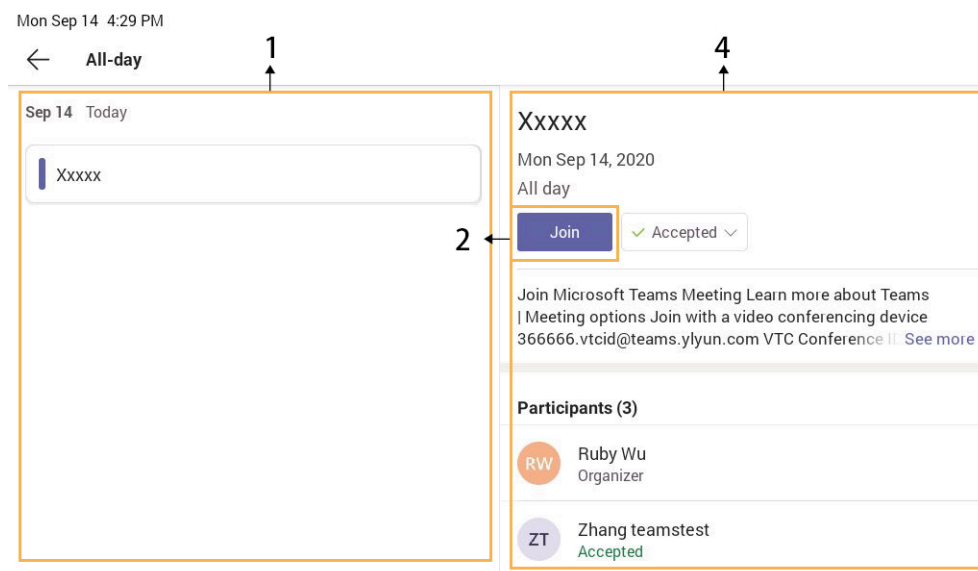 Mon Sep 14 4:29 PM
All-day
1
4
Sep 14 Today
Xxxxx
Xxxxx
Mon Sep 14, 2020
All day
2
Join
Accepted
Join Microsoft Teams Meeting Learn more about Teams
| Meeting options Join with a video conferencing device
366666.vtcid@teams.ylyun.com VTC Conference See more
Participants (3)
RW
Ruby Wu
Organizer
ZT
Zhang teamstest
Accepted